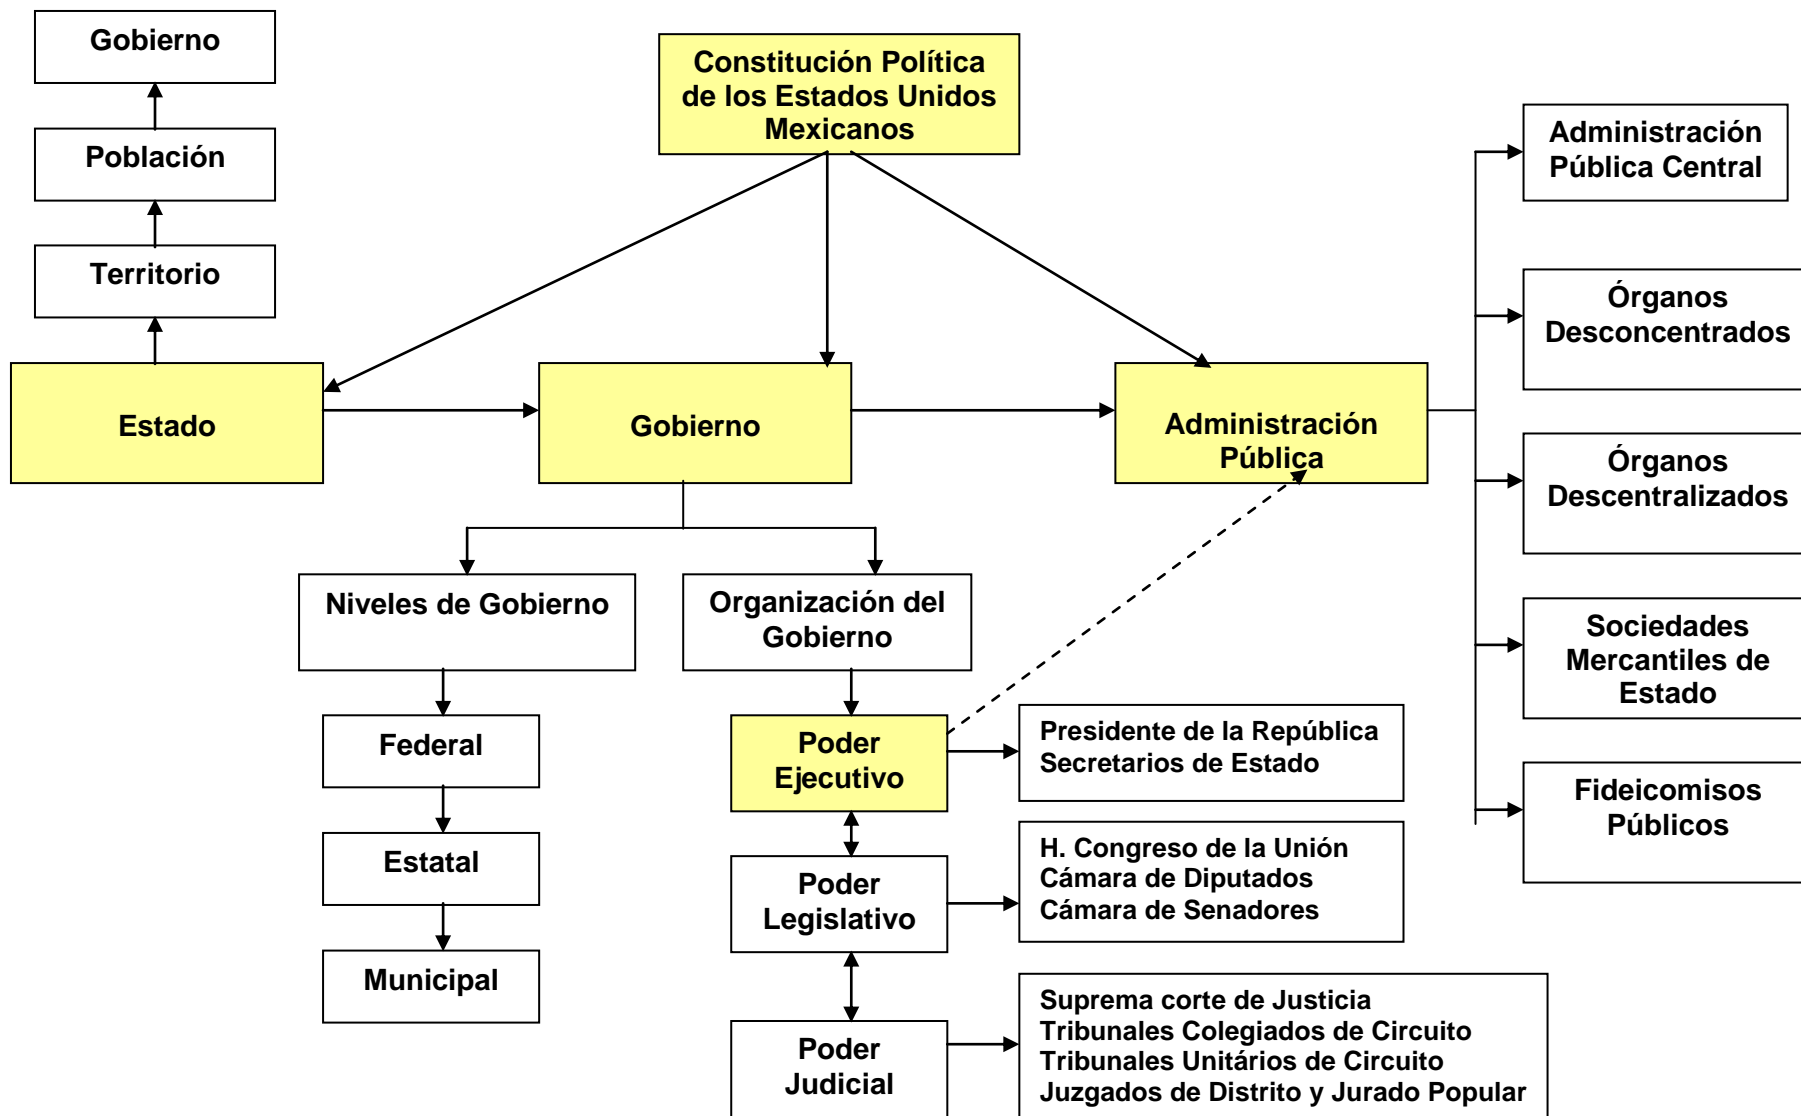 Gobierno
Población
Territorio
Estado
Constitución Política
de los Estados Unidos
Mexicanos
Gobierno
Administración
Pública
Administración
Pública Central
Órganos
Desconcentrados
Órganos
Descentralizados
Sociedades
Mercantiles de
Estado
Fideicomisos
Públicos
Niveles de Gobierno
Federal
Estatal
Municipal
Organización del
Gobierno
Poder
Ejecutivo
Presidente de la República
Secretarios de Estado
Poder
Legislativo
H. Congreso de la Unión
Cámara de Diputados
Cámara de Senadores
Poder
Judicial
Suprema corte de Justicia
Tribunales Colegiados de Circuito
Tribunales Unitários de Circuito
Juzgados de Distrito y Jurado Popular